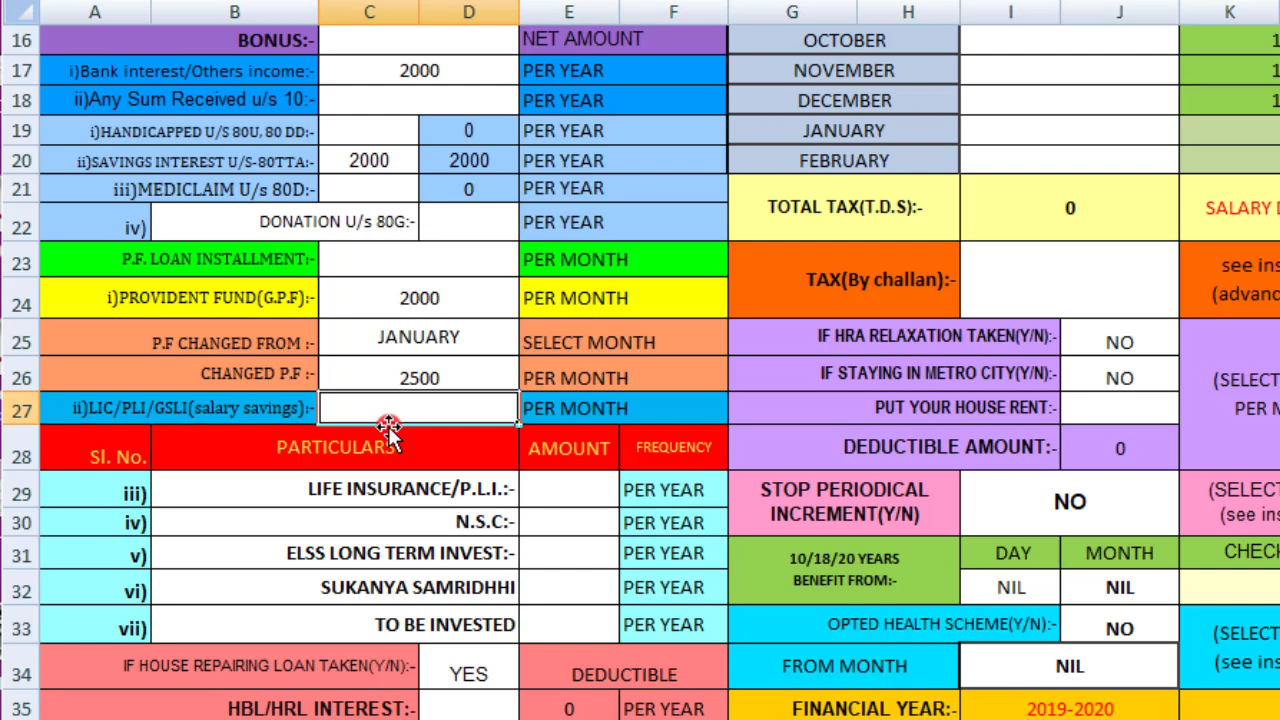 A B C D E F G H I J K
16 BONUS:- NET AMOUNT OCTOBER
17 i)Bank interest/Others income:- 2000 PER YEAR NOVEMBER
18 ii)Any Sum Received u/s 10:- PER YEAR DECEMBER
19 i)HANDICAPPED U/S 80U, 80 DD:- 0 PER YEAR JANUARY
20 ii)SAVINGS INTEREST U/S-80TTA:- 2000 2000 PER YEAR FEBRUARY
21 iii)MEDICLAIM U/s 80D:- 0 PER YEAR
TOTAL TAX(T.D.S):- 0 SALARY
22 iv) DONATION U/s 80G:- PER YEAR
23 P.F. LOAN INSTALLMENT:- PER MONTH
TAX(By challan):- see
24 i)PROVIDENT FUND(G.P.F):- 2000 PER MONTH
25 P.F CHANGED FROM :- JANUARY SELECT MONTH IF HRA RELAXATION TAKEN(Y/N):- NO
26 CHANGED P.F :- 2500 PER MONTH IF STAYING IN METRO CITY(Y/N):- NO
27 ii)LIC/PLI/GSLI(salary savings):- PER MONTH PUT YOUR HOUSE RENT:- PER
28 Sl. No. PARTICULARS AMOUNT FREQUENCY DEDUCTIBLE AMOUNT:- 0
29 iii) LIFE INSURANCE/P.L.I.:- PER YEAR STOP PERIODICAL
INCREMENT(Y/N) NO
30 iv) N.S.C:- PER YEAR (see
31 v) ELSS LONG TERM INVEST:- PER YEAR 10/18/20 YEARS
BENEFIT FROM:- DAY MONTH
32 vi) SUKANYA SAMRIDHHI PER YEAR NIL NIL
33 vii) TO BE INVESTED PER YEAR OPTED HEALTH SCHEME(Y/N):- NO
34 IF HOUSE REPAIRING LOAN TAKEN(Y/N):- YES DEDUCTIBLE FROM MONTH NIL (see
35 HBL/HRL INTEREST:- 0 PER YEAR FINANCIAL YEAR:- 2019-2020